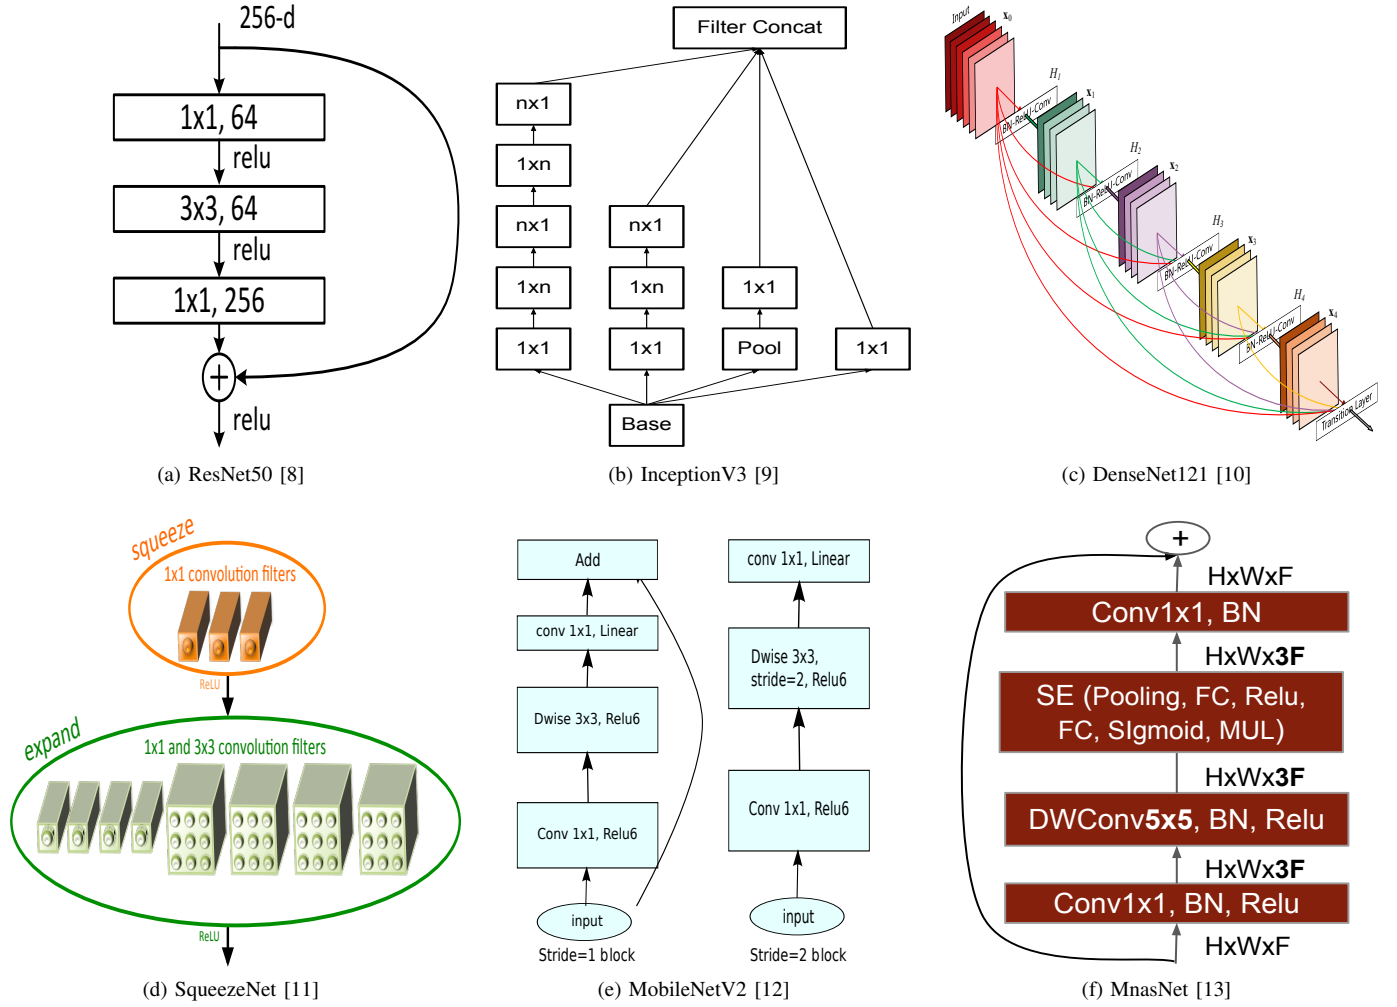 256-d
1x1, 64
relu
3x3, 64
relu
1x1, 256
+
relu
(a) ResNet50 [8]
Filter Concat
nx1
1xn
nx1
nx1
1xn
1xn
1x1
1x1
1x1
Pool
1x1
Base
(b) InceptionV3 [9]
Input
x0
H1
BN-ReLU-Conv
x1
H2
BN-ReLU-Conv
x2
H3
BN-ReLU-Conv
x3
H4
BN-ReLU-Conv
x4
Transition Layer
(c) DenseNet121 [10]
squeeze
1x1 convolution filters
ReLU
expand
1x1 and 3x3 convolution filters
ReLU
(d) SqueezeNet [11]
Add
conv 1x1, Linear
Dwise 3x3, Relu6
Conv 1x1, Relu6
input
Stride=1 block
conv 1x1, Linear
Dwise 3x3,
stride=2, Relu6
Conv 1x1, Relu6
input
Stride=2 block
(e) MobileNetV2 [12]
+
HxWxF
Conv1x1, BN
HxWx3F
SE (Pooling, FC, Relu,
FC, SIgmoid, MUL)
HxWx3F
DWConv5x5, BN, Relu
HxWx3F
Conv1x1, BN, Relu
HxWxF
(f) MnasNet [13]